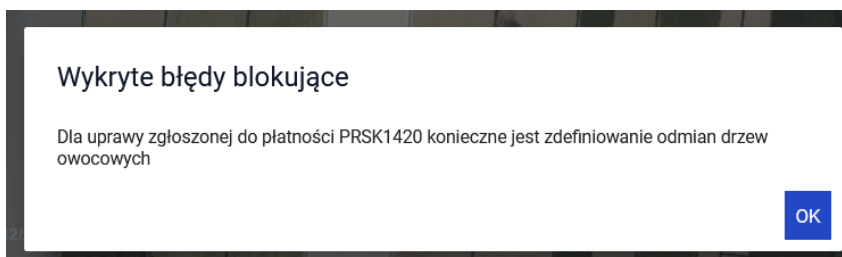 Wykryte błędy blokujące
Dla uprawy zgłoszonej do płatności PRSK1420 konieczne jest zdefiniowanie odmian drzew
owocowych
OK